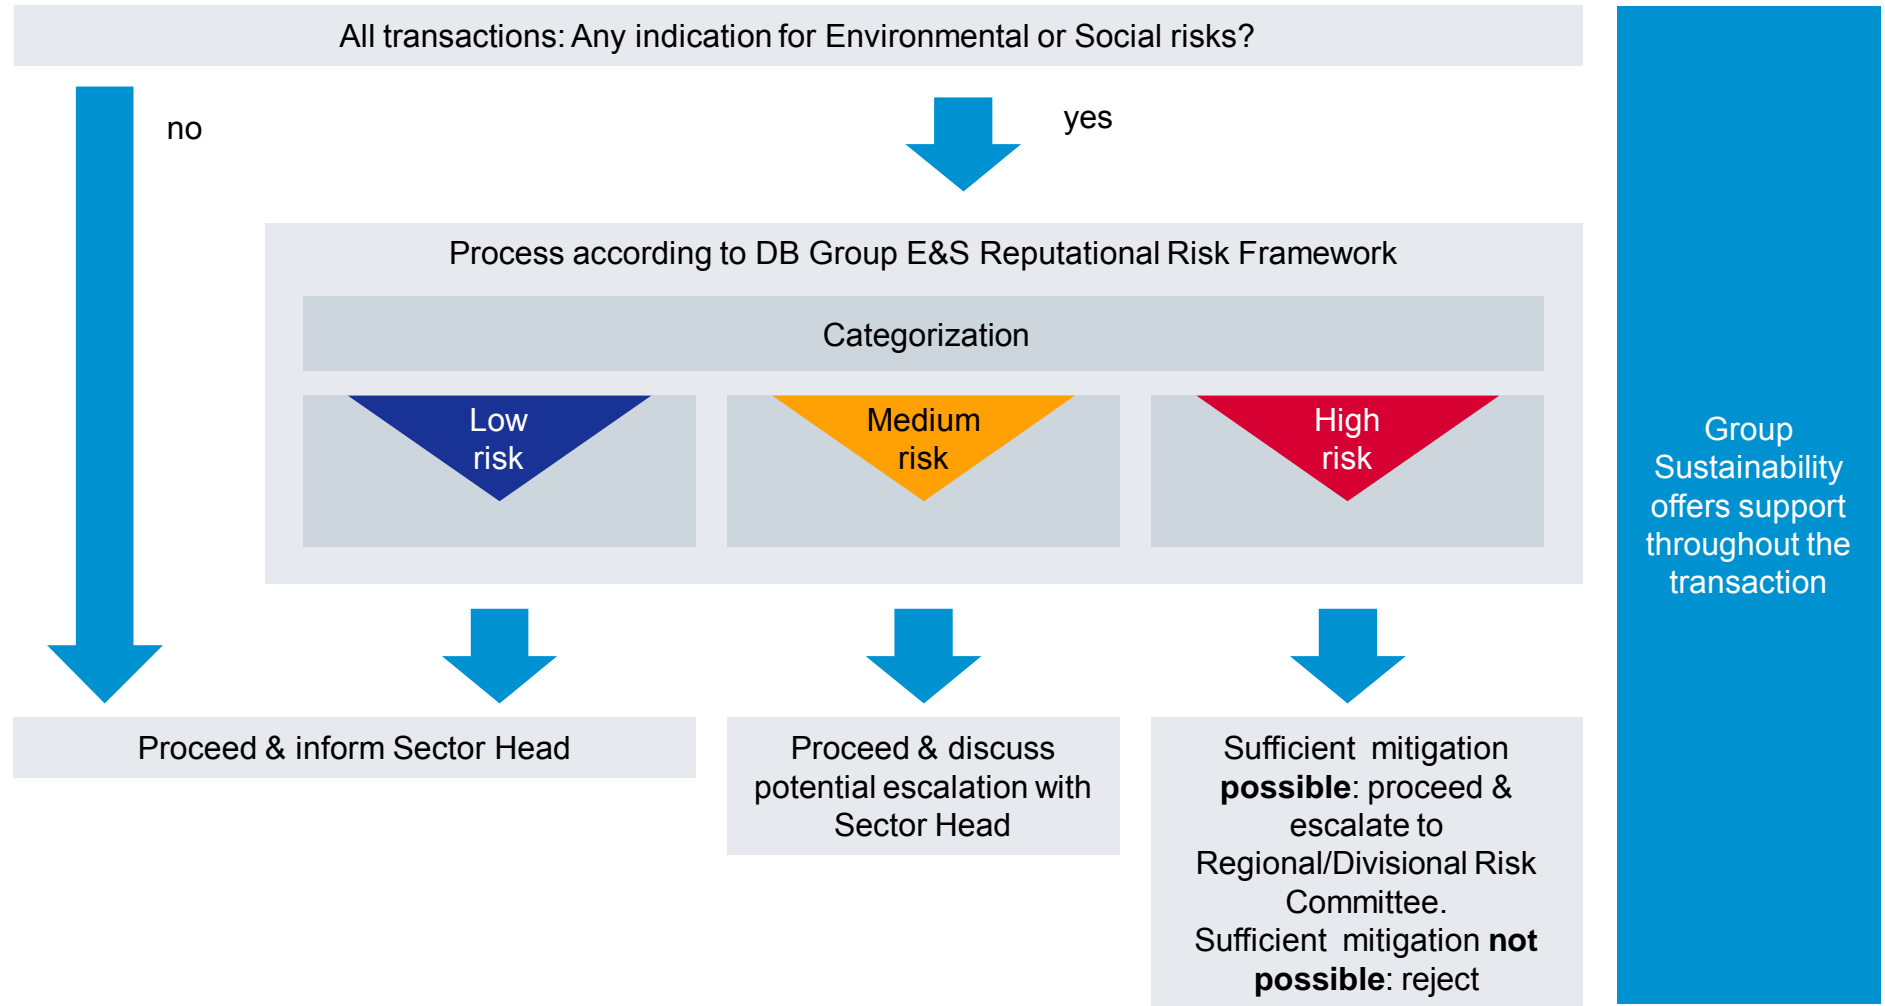 All transactions: Any indication for Environmental or Social risks?
no
yes
Process according to DB Group E&S Reputational Risk Framework
Categorization
Low
risk
Medium
risk
High
risk
Proceed & inform Sector Head
Proceed & discuss
potential escalation with
Sector Head
Sufficient mitigation
possible: proceed &
escalate to
Regional/Divisional Risk
Committee.
Sufficient mitigation not
possible: reject
Group
Sustainability
offers support
throughout the
transaction